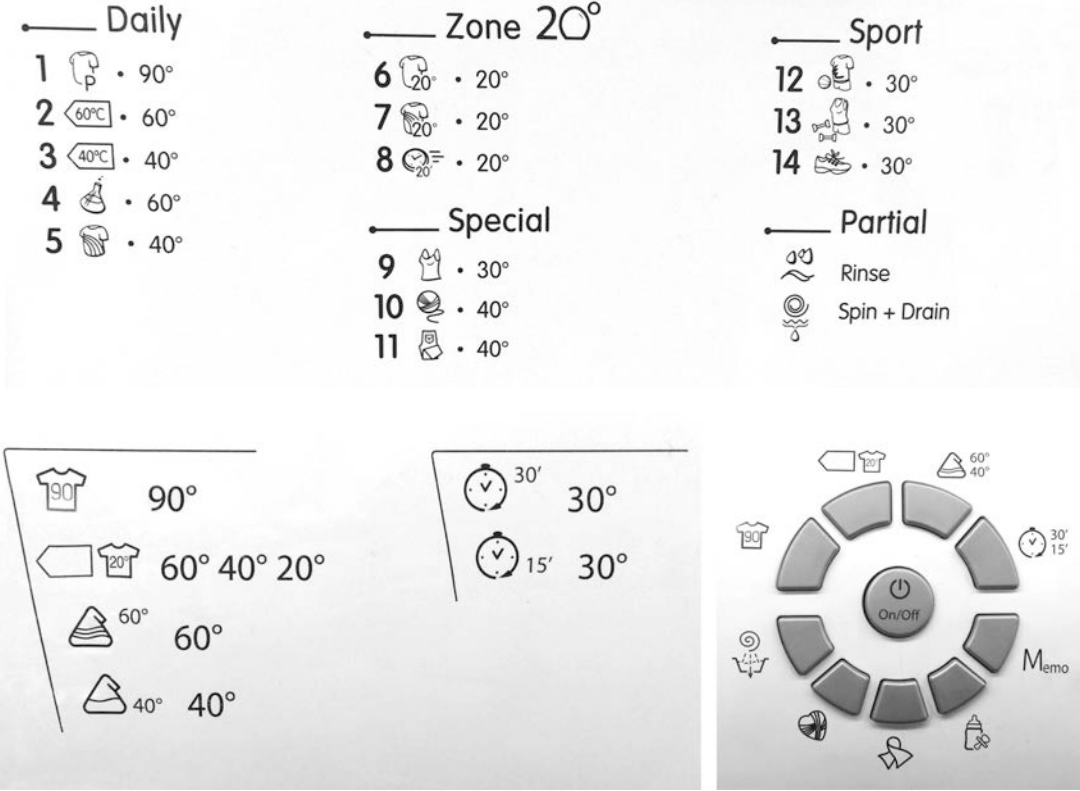 Daily
1 P • 90°
2 60°C • 60°
3 40°C • 40°
4 • 60°
5 • 40°
Zone 20°
6 20° • 20°
7 20° • 20°
8 20' • 20°
Special
9 • 30°
10 • 40°
11 • 40°
Sport
12 • 30°
13 • 30°
14 • 30°
Partial
Rinse
Spin + Drain
90 90°
20° 60° 40° 20°
60° 60°
40° 40°
30' 30°
15' 30°
20°
60°
40°
90
30'
15'
On/Off
Memo